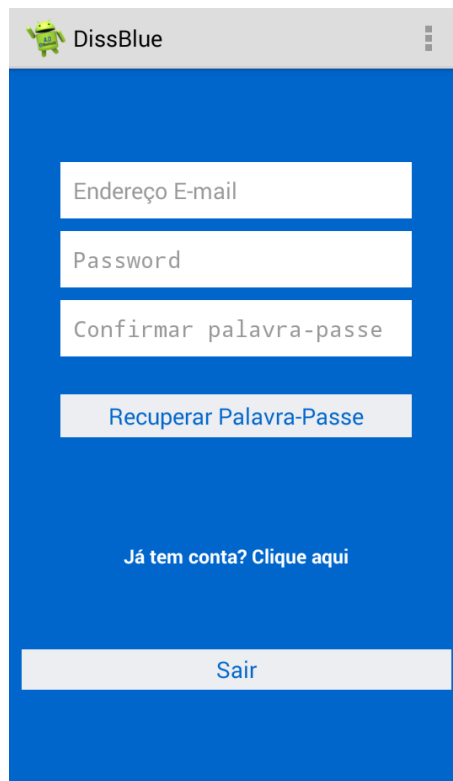 DissBlue
Endereço E-mail
Password
Confirmar palavra-passe
Recuperar Palavra-Passe
Já tem conta? Clique aqui
Sair